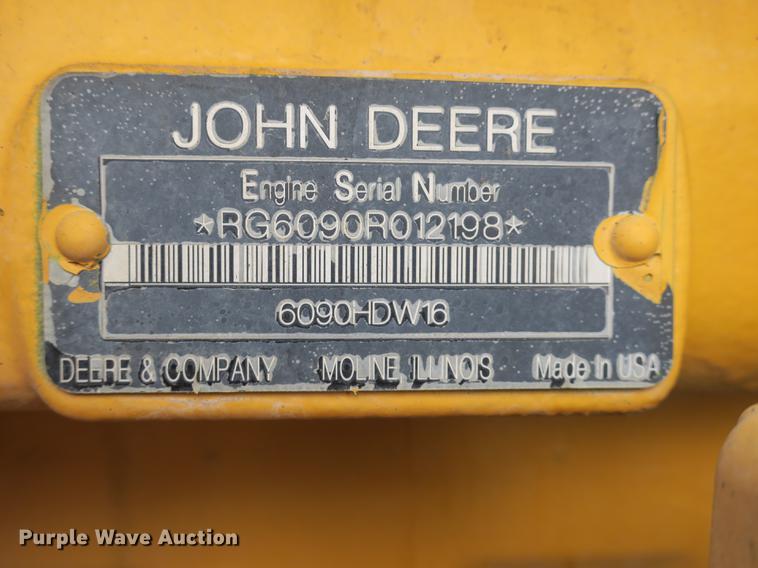 JOHN DEERE
Engine Serial Number
*RG6090R012198*
6090HDW16
DEERE & COMPANY MOLINE, ILLINOIS Made In USA
Purple Wave Auction